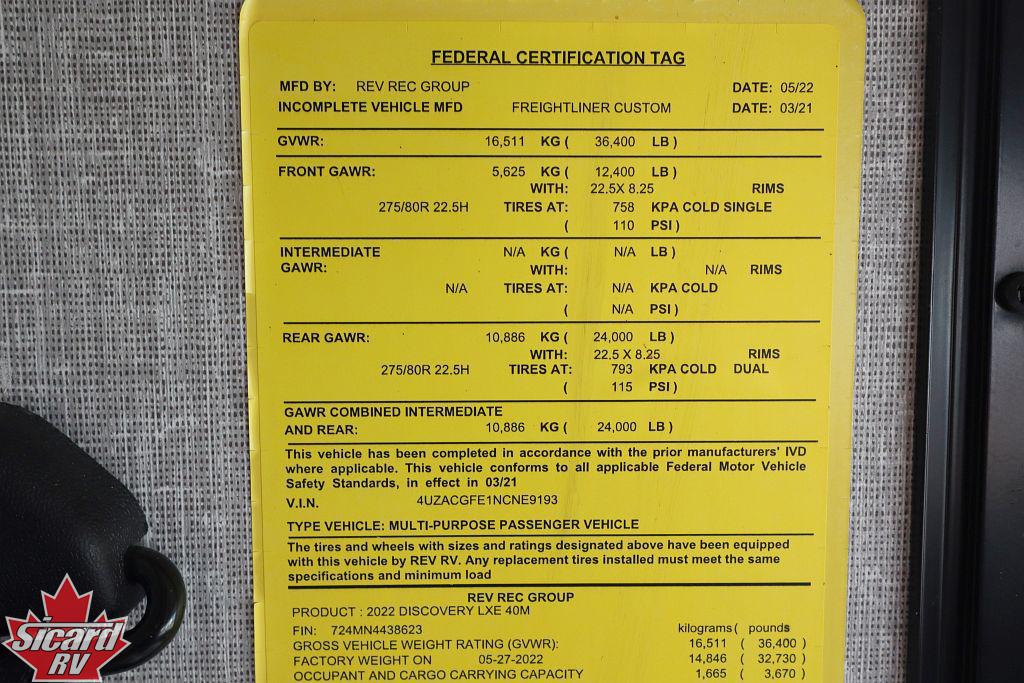 FEDERAL CERTIFICATION TAG
MFD BY: REV REC GROUP DATE: 05/22
INCOMPLETE VEHICLE MFD FREIGHTLINER CUSTOM DATE: 03/21
GVWR: 16,511 KG ( 36,400 LB )
FRONT GAWR: 5,625 KG ( 12,400 LB )
WITH: 22.5X 8.25 RIMS
275/80R 22.5H TIRES AT: 758 KPA COLD SINGLE
( 110 PSI )
INTERMEDIATE N/A KG ( N/A LB )
GAWR: WITH: N/A RIMS
N/A TIRES AT: N/A KPA COLD
( N/A PSI )
REAR GAWR: 10,886 KG ( 24,000 LB )
WITH: 22.5 X 8.25 RIMS
275/80R 22.5H TIRES AT: 793 KPA COLD DUAL
( 115 PSI )
GAWR COMBINED INTERMEDIATE
AND REAR: 10,886 KG ( 24,000 LB )
This vehicle has been completed in accordance with the prior manufacturers' IVD
where applicable. This vehicle conforms to all applicable Federal Motor Vehicle
Safety Standards, in effect in 03/21
V.I.N. 4UZACGFE1NCNE9193
TYPE VEHICLE: MULTI-PURPOSE PASSENGER VEHICLE
The tires and wheels with sizes and ratings designated above have been equipped
with this vehicle by REV RV. Any replacement tires installed must meet the same
specifications and minimum load
REV REC GROUP
PRODUCT : 2022 DISCOVERY LXE 40M
FIN: 724MN4438623 kilograms ( pounds
GROSS VEHICLE WEIGHT RATING (GVWR): 16,511 ( 36,400 )
FACTORY WEIGHT ON 05-27-2022 14,846 ( 32,730 )
OCCUPANT AND CARGO CARRYING CAPACITY 1,665 ( 3,670 )
Sicard
RV